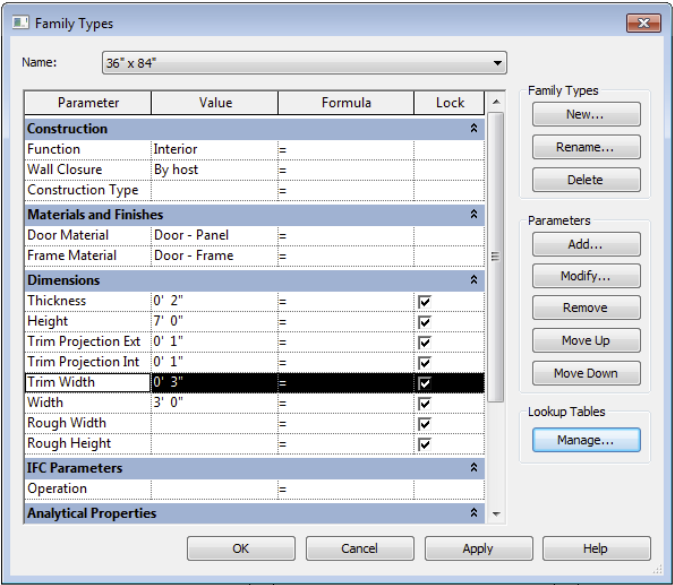 Family Types
Name: 36" x 84"
Parameter Value Formula Lock
Construction
Function Interior =
Wall Closure By host =
Construction Type =
Materials and Finishes
Door Material Door - Panel =
Frame Material Door - Frame =
Dimensions
Thickness 0' 2" =
Height 7' 0" =
Trim Projection Ext 0' 1" =
Trim Projection Int 0' 1" =
Trim Width 0' 3" =
Width 3' 0" =
Rough Width =
Rough Height =
IFC Parameters
Operation =
Analytical Properties
Family Types
New...
Rename...
Delete
Parameters
Add...
Modify...
Remove
Move Up
Move Down
Lookup Tables
Manage...
OK Cancel Apply Help